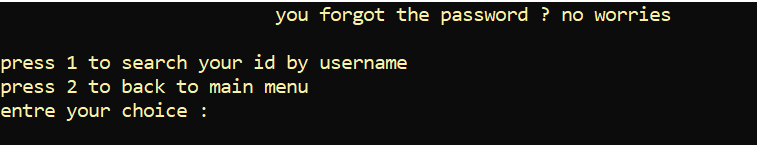 you forgot the password ? no worries
press 1 to search your id by username
press 2 to back to main menu
entre your choice :